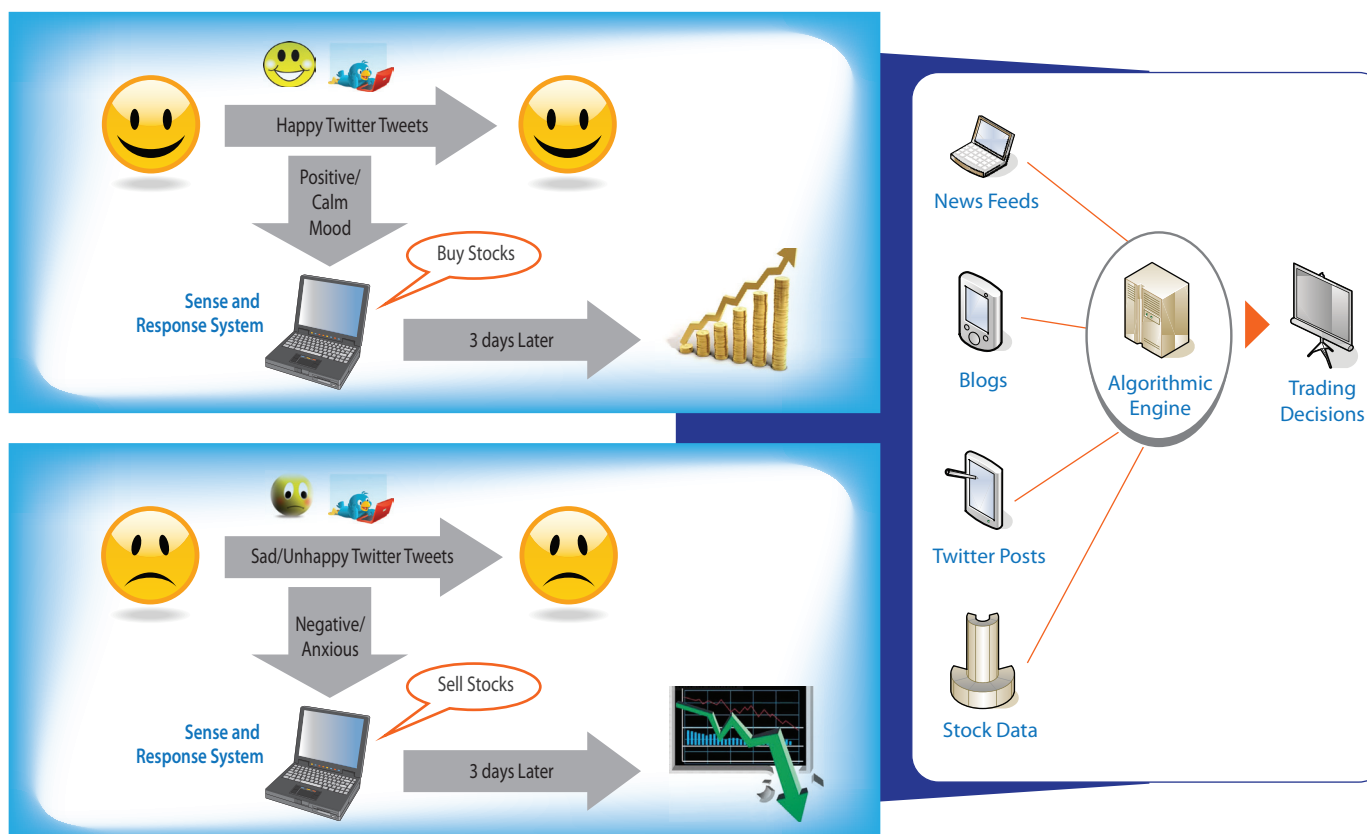 Happy Twitter Tweets
Positive/
Calm
Mood
Buy Stocks
Sense and
Response System
3 days Later
Sad/Unhappy Twitter Tweets
Negative/
Anxious
Sell Stocks
Sense and
Response System
3 days Later
News Feeds
Blogs
Twitter Posts
Stock Data
Algorithmic
Engine
Trading
Decisions